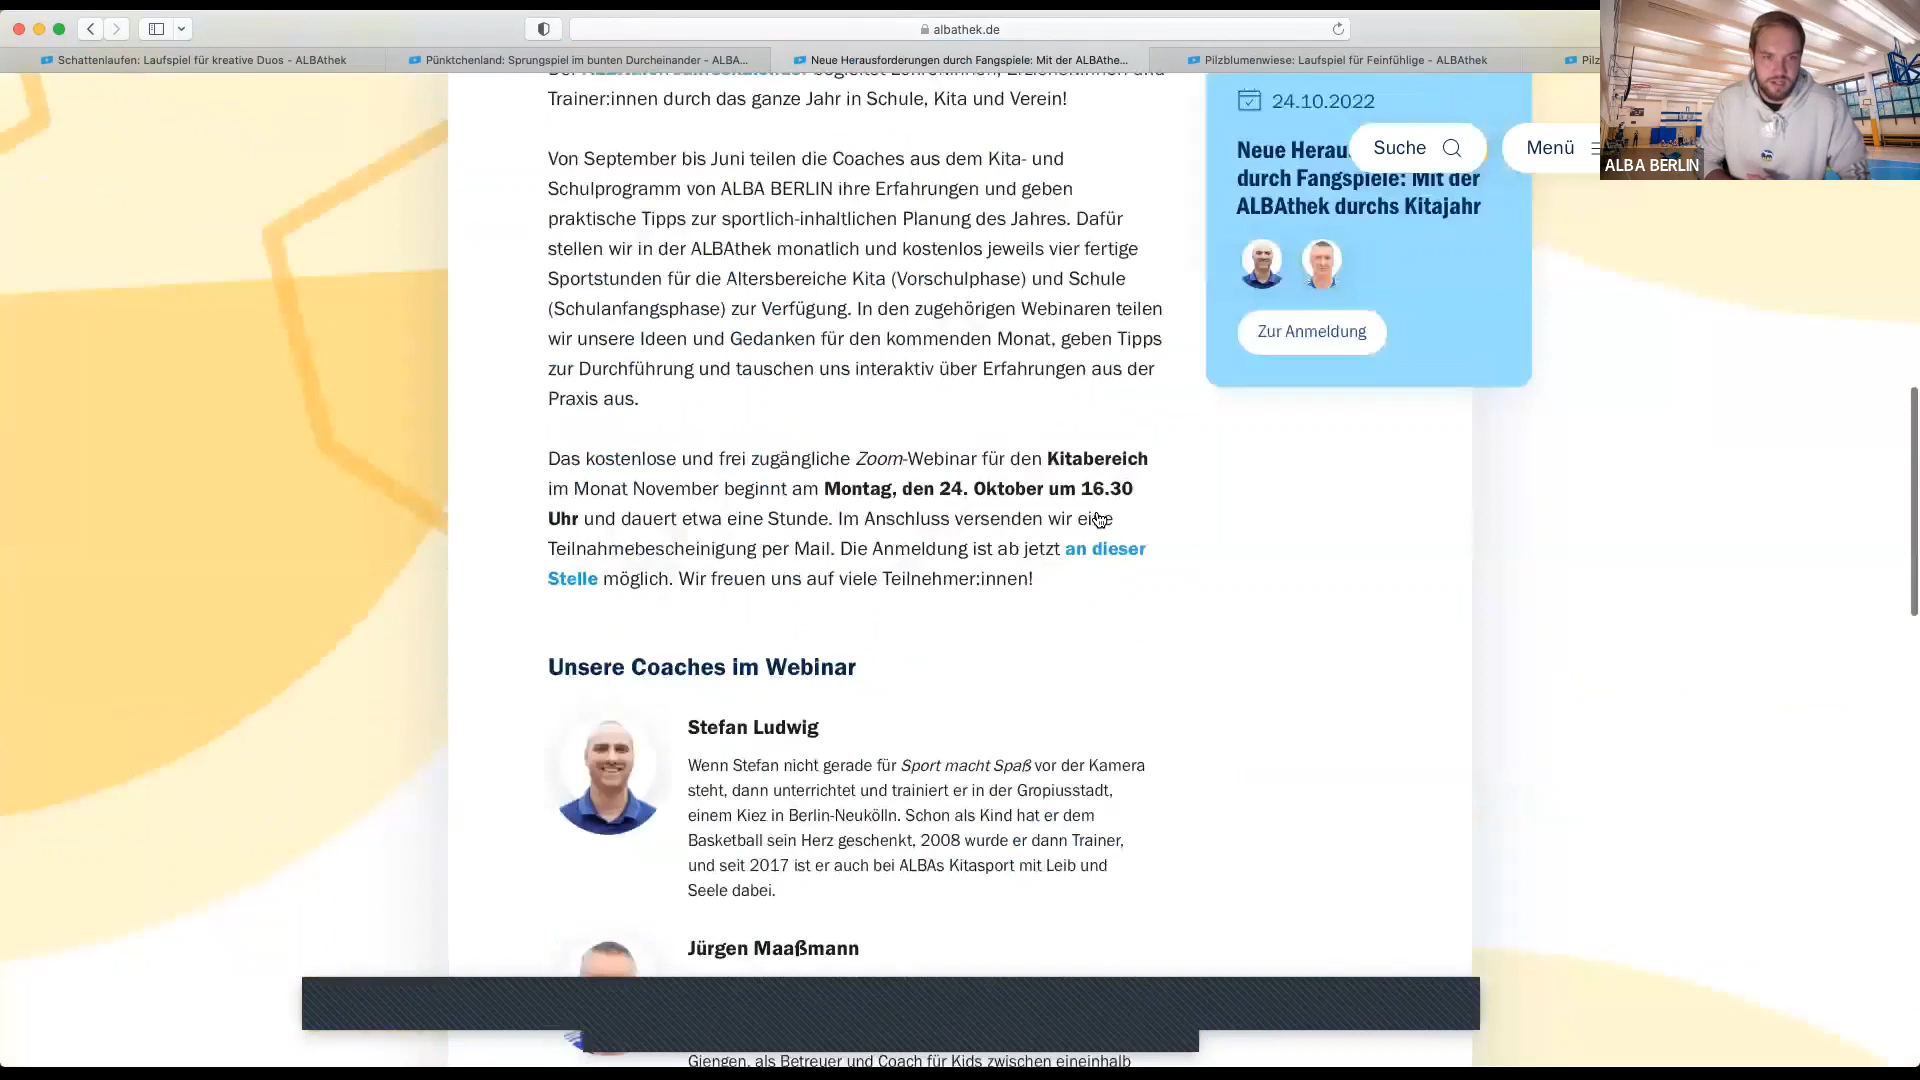 albathek.de
Schattenlaufen: Laufspiel für kreative Duos - ALBAthek
Pünktchenland: Sprungspiel im bunten Durcheinander - ALBA...
Neue Herausforderungen durch Fangspiele: Mit der ALBAthe...
Pilzblumenwiese: Laufspiel für Feinfühlige - ALBAthek
Pilz
ALBA BERLIN
Trainer:innen durch das ganze Jahr in Schule, Kita und Verein!
Von September bis Juni teilen die Coaches aus dem Kita- und
Schulprogramm von ALBA BERLIN ihre Erfahrungen und geben
praktische Tipps zur sportlich-inhaltlichen Planung des Jahres. Dafür
stellen wir in der ALBAthek monatlich und kostenlos jeweils vier fertige
Sportstunden für die Altersbereiche Kita (Vorschulphase) und Schule
(Schulanfangsphase) zur Verfügung. In den zugehörigen Webinaren teilen
wir unsere Ideen und Gedanken für den kommenden Monat, geben Tipps
zur Durchführung und tauschen uns interaktiv über Erfahrungen aus der
Praxis aus.
Das kostenlose und frei zugängliche Zoom-Webinar für den Kitabereich
im Monat November beginnt am Montag, den 24. Oktober um 16.30
Uhr und dauert etwa eine Stunde. Im Anschluss versenden wir eine
Teilnahmebescheinigung per Mail. Die Anmeldung ist ab jetzt an dieser
Stelle möglich. Wir freuen uns auf viele Teilnehmer:innen!
24.10.2022
Suche
Menü
Neue Herau
durch Fangspiele: Mit der
ALBAthek durchs Kitajahr
Zur Anmeldung
Unsere Coaches im Webinar
Stefan Ludwig
Wenn Stefan nicht gerade für Sport macht Spaß vor der Kamera
steht, dann unterrichtet und trainiert er in der Gropiusstadt,
einem Kiez in Berlin-Neukölln. Schon als Kind hat er dem
Basketball sein Herz geschenkt, 2008 wurde er dann Trainer,
und seit 2017 ist er auch bei ALBAs Kitasport mit Leib und
Seele dabei.
Jürgen Maaßmann
Giengen, als Betreuer und Coach für Kids zwischen eineinhalb